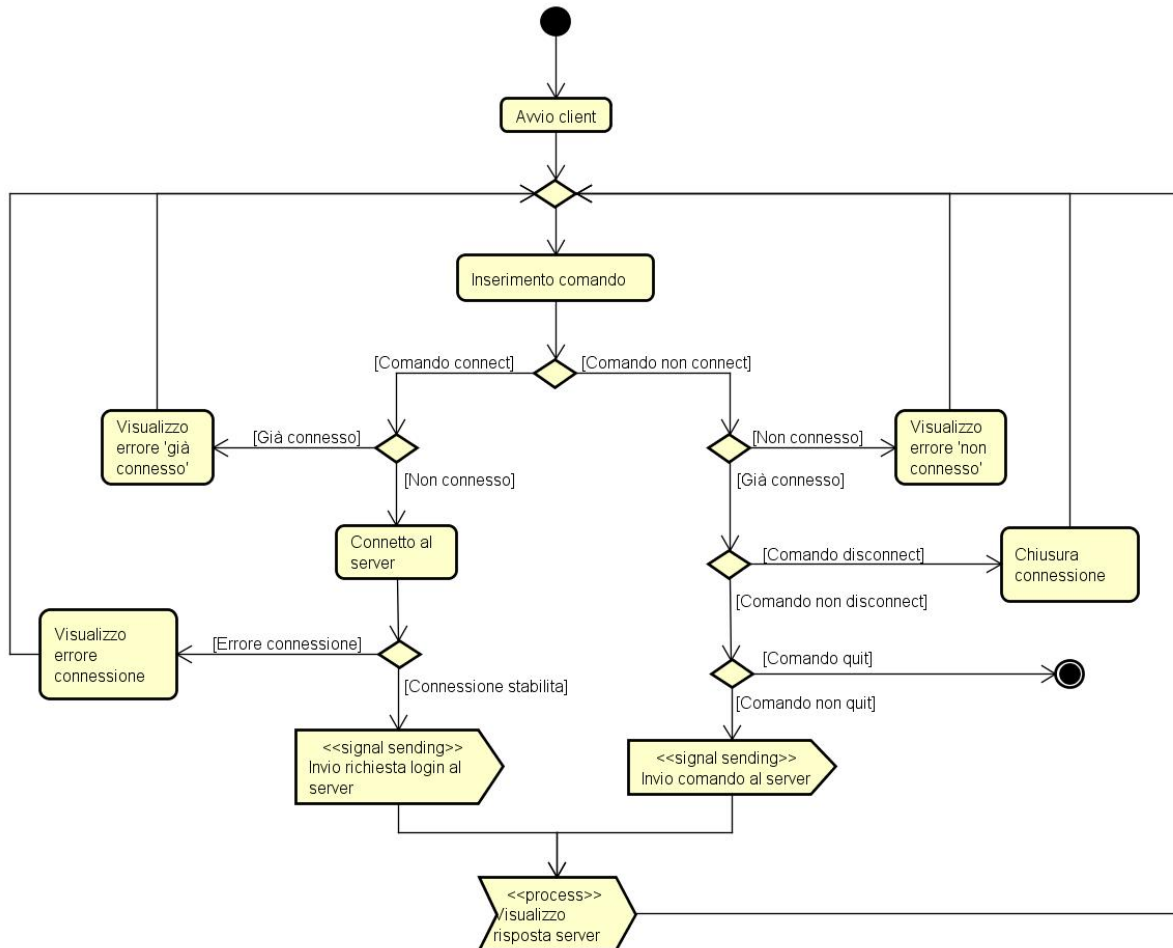 Avvio client
Inserimento comando
[Comando connect]
[Comando non connect]
Visualizzo
errore 'già
connesso'
[Già connesso]
[Non connesso]
Visualizzo
errore 'non
connesso'
[Non connesso]
[Già connesso]
Connetto al
server
[Comando disconnect]
Chiusura
connessione
[Comando non disconnect]
Visualizzo
errore
connessione
[Errore connessione]
[Comando quit]
[Connessione stabilita]
[Comando non quit]
<<signal sending>>
Invio richiesta login al
server
<<signal sending>>
Invio comando al server
<<process>>
Visualizzo
risposta server